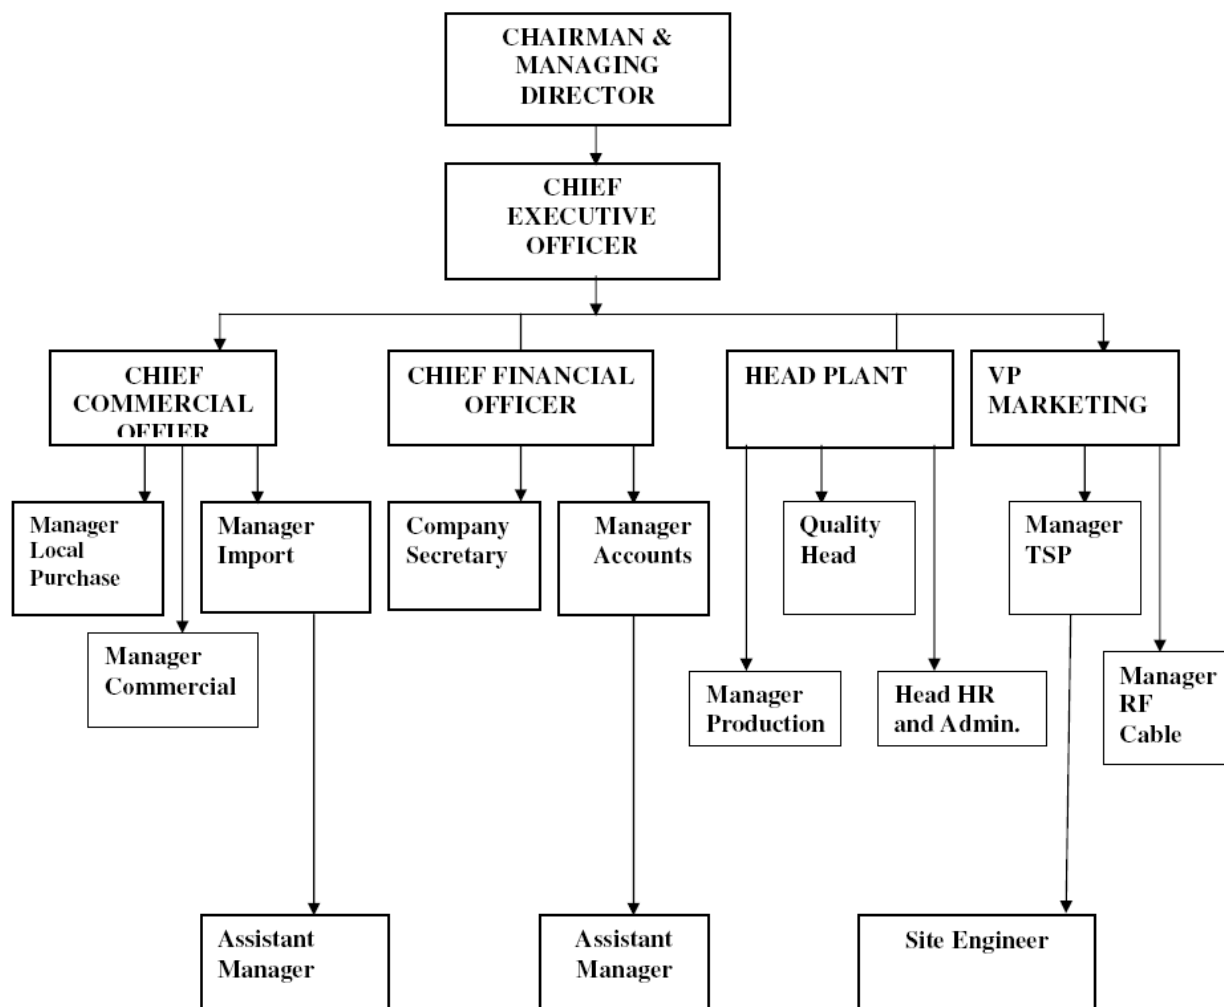 CHAIRMAN &
MANAGING
DIRECTOR
CHIEF
EXECUTIVE
OFFICER
CHIEF
COMMERCIAL
OFFIER
CHIEF FINANCIAL
OFFICER
HEAD PLANT
VP
MARKETING
Manager
Local
Purchase
Manager
Import
Company
Secretary
Manager
Accounts
Quality
Head
Manager
TSP
Manager
Commercial
Manager
Production
Head HR
and Admin.
Manager
RF
Cable
Assistant
Manager
Assistant
Manager
Site Engineer